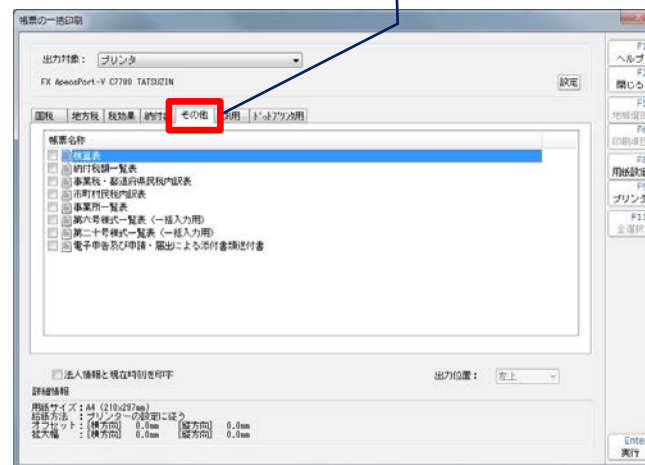 帳票の一括印刷
出力対象： プリンタ
FX ApeosPort-V C7780 TATSUZIN
設定
国税 地方税 税効果 その他 ﾄﾞｯﾄﾌﾟﾘﾝﾀ用
帳票名称
検算表
納付税額一覧表
事業税・都道府県民税内訳表
市町村民税内訳表
事業所一覧表
第六号様式一覧表（一括入力用）
第二十号様式一覧表（一括入力用）
電子申告及び申請・届出による添付書類送付書
法人情報と現在時刻を印字
出力位置： 左上
詳細情報
用紙サイズ：A4 (210x297mm)
給紙方法 ：プリンターの設定に従う
オフセット：[横方向] 0.0mm [縦方向] 0.0mm
拡大幅 ：[横方向] 0.0mm [縦方向] 0.0mm
ヘルプ
閉じる
地域選択
用紙設定
プリンタ
F11
全選択
Enter
実行